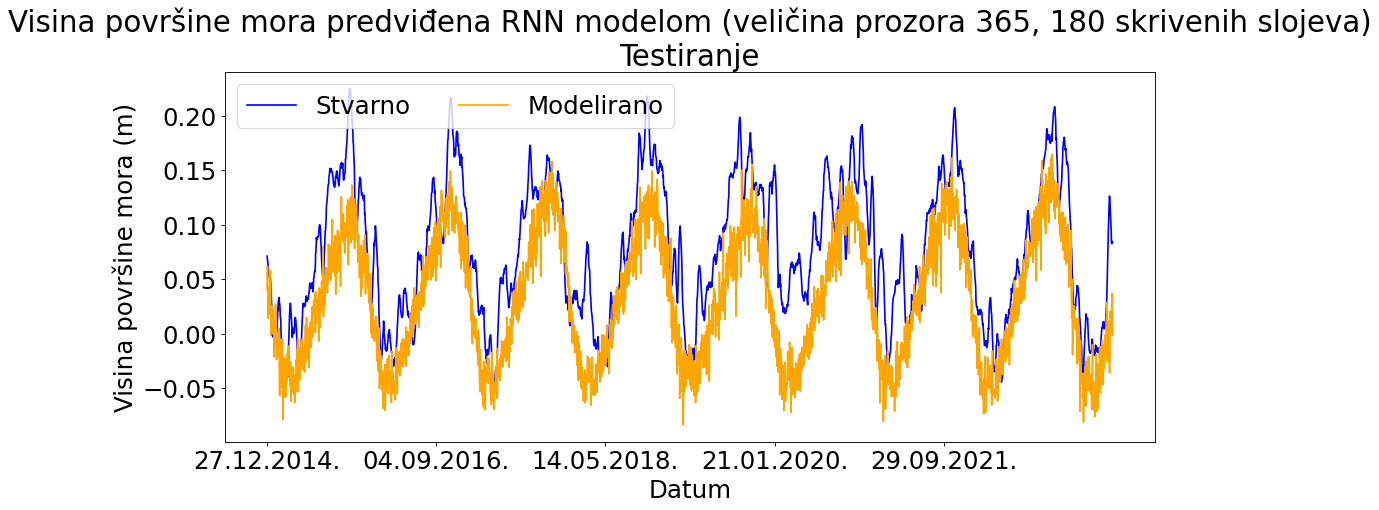 Visina površine mora predviđena RNN modelom (veličina prozora 365, 180 skrivenih slojeva)
Testiranje
Stvarno Modelirano
Visina površine mora (m)
0.20
0.15
0.10
0.05
0.00
−0.05
27.12.2014. 04.09.2016. 14.05.2018. 21.01.2020. 29.09.2021.
Datum